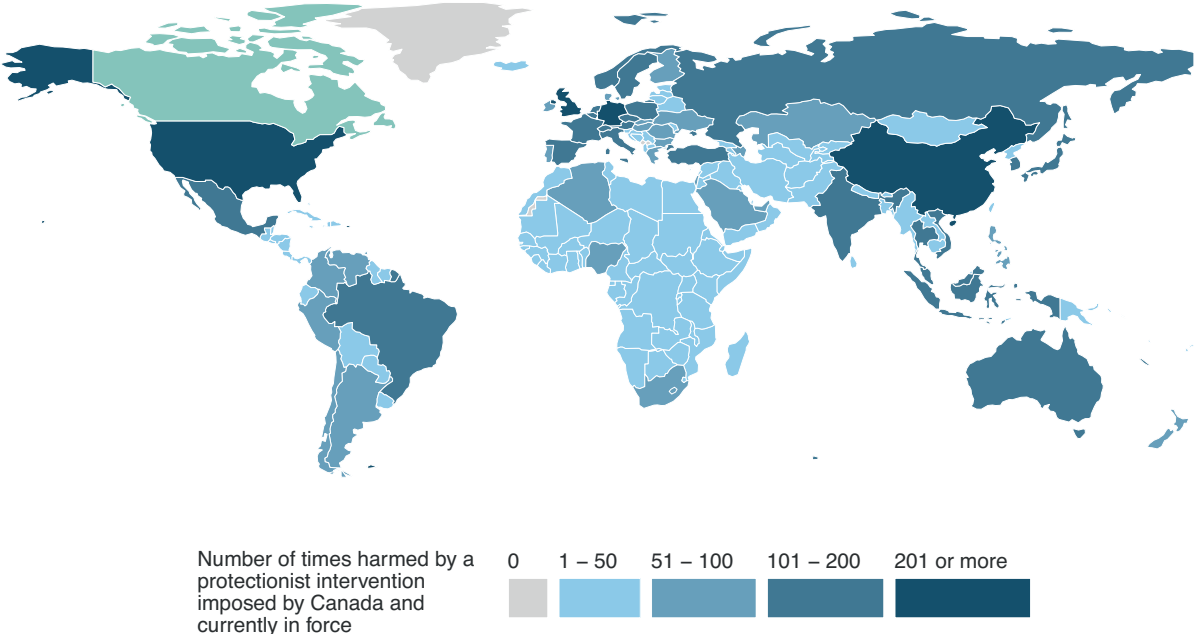 Number of times harmed by a
protectionist intervention
imposed by Canada and
currently in force
0
1 – 50
51 – 100
101 – 200
201 or more